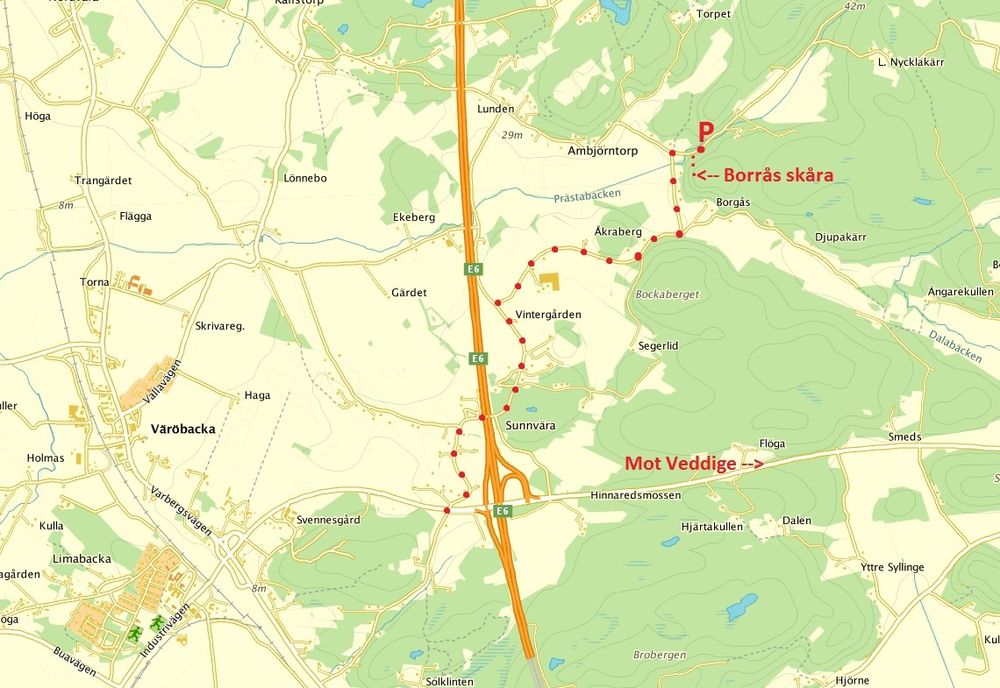 Torpet
42m
L. Nycklakärr
Höga
Lunden
29m
P
Ambjörntorp
Trangärdet
Lönnebo
<-- Borrås skåra
8m
Prästabäcken
Borgås
Flägga
Ekeberg
Åkraberg
Djupakärr
E6
Torna
Gärdet
Bockaberget
Ängarekullen
Skrivareg.
Vintergården
Dalabäcken
E6
Segerlid
Vallavägen
Haga
Väröbacka
Sunnvära
Smeds
Holmas
Flöga
Mot Veddige -->
Varbergsvägen
Hinnaredsmossen
Kulla
Svennesgård
E6
Hjärtakullen
Dalen
Limabacka
Yttre Syllinge
8m
Industrivägen
Buavägen
Brobergen
Sölklinten
Hjörne